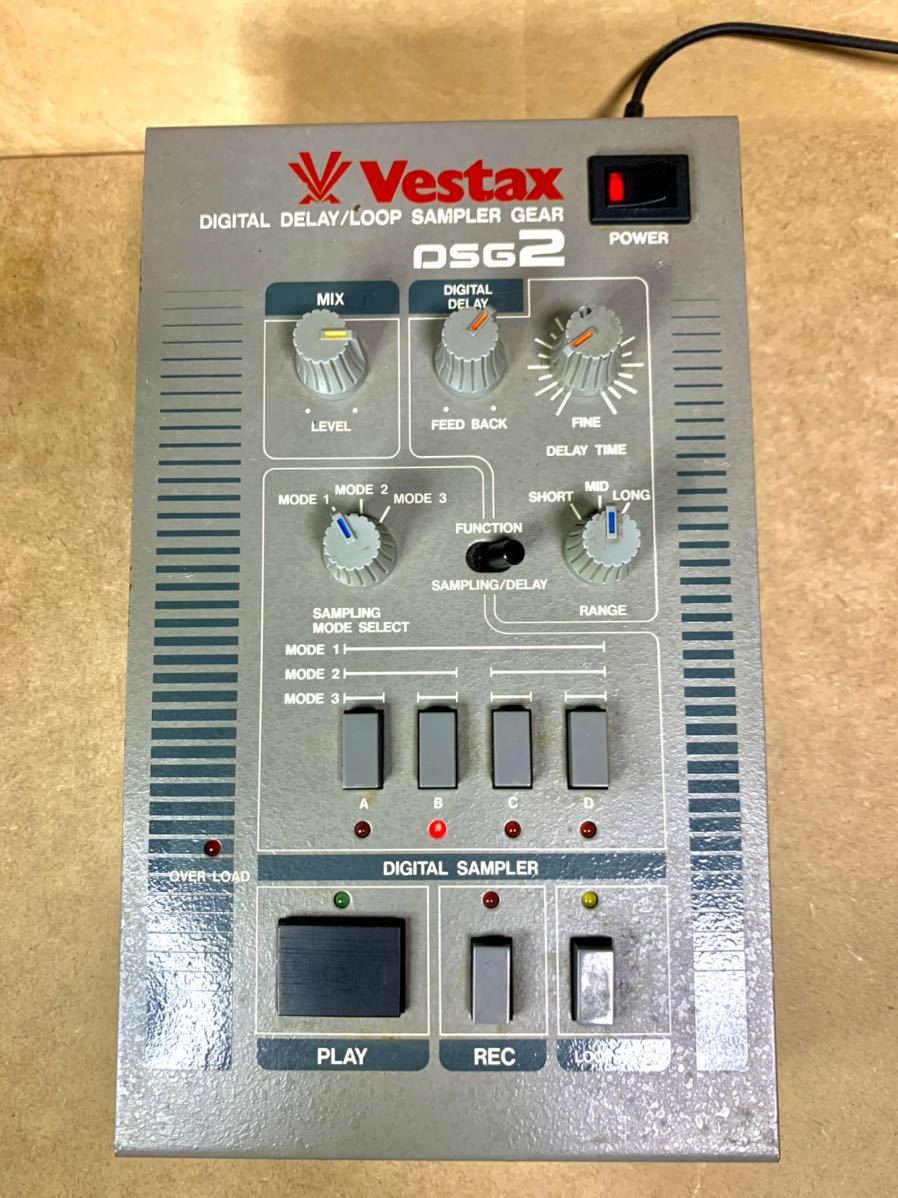 Vestax
DIGITAL DELAY/LOOP SAMPLER GEAR
DSG2
POWER
MIX
LEVEL
DIGITAL
DELAY
FEED BACK
FINE
DELAY TIME
MODE 1
MODE 2
MODE 3
SAMPLING
MODE SELECT
FUNCTION
SAMPLING/DELAY
SHORT
MID
LONG
RANGE
MODE 1
MODE 2
MODE 3
A
B
C
D
OVER LOAD
DIGITAL SAMPLER
PLAY
REC
LOOP